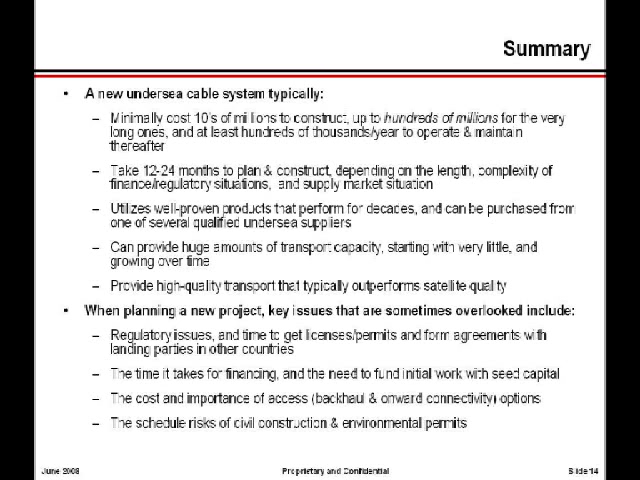 Summary
• A new undersea cable system typically:
– Minimally cost 10's of millions to construct, up to hundreds of millions for the very
long ones, and at least hundreds of thousands/year to operate & maintain
thereafter
– Take 12-24 months to plan & construct, depending on the length, complexity of
finance/regulatory situations, and supply market situation
– Utilizes well-proven products that perform for decades, and can be purchased from
one of several qualified undersea suppliers
– Can provide huge amounts of transport capacity, starting with very little, and
growing over time
– Provide high-quality transport that typically outperforms satellite quality
• When planning a new project, key issues that are sometimes overlooked include:
– Regulatory issues, and time to get licenses/permits and form agreements with
landing parties in other countries
– The time it takes for financing, and the need to fund initial work with seed capital
– The cost and importance of access (backhaul & onward connectivity) options
– The schedule risks of civil construction & environmental permits
June 2008 Proprietary and Confidential Slide 14